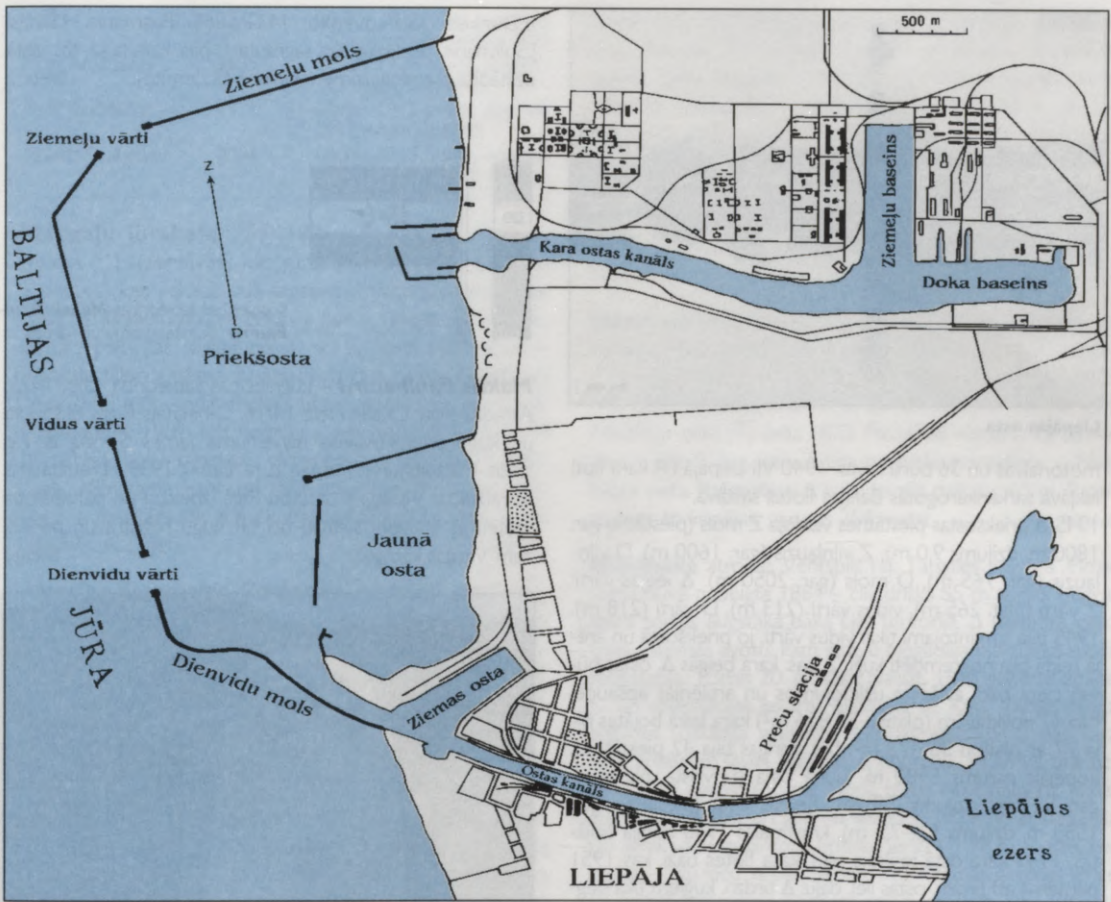 500 m
Ziemeļu mols
Ziemeļu vārti
Z
BALTIJAS
JŪRA
Priekšosta
Kara ostas kanāls
Ziemeļu baseins
Doka baseins
Vidus vārti
Jaunā
osta
Dienvidu vārti
Dienvidu mols
Ziemas osta
Preču stacija
Ostas kanāls
Liepājas
ezers
LIEPĀJA